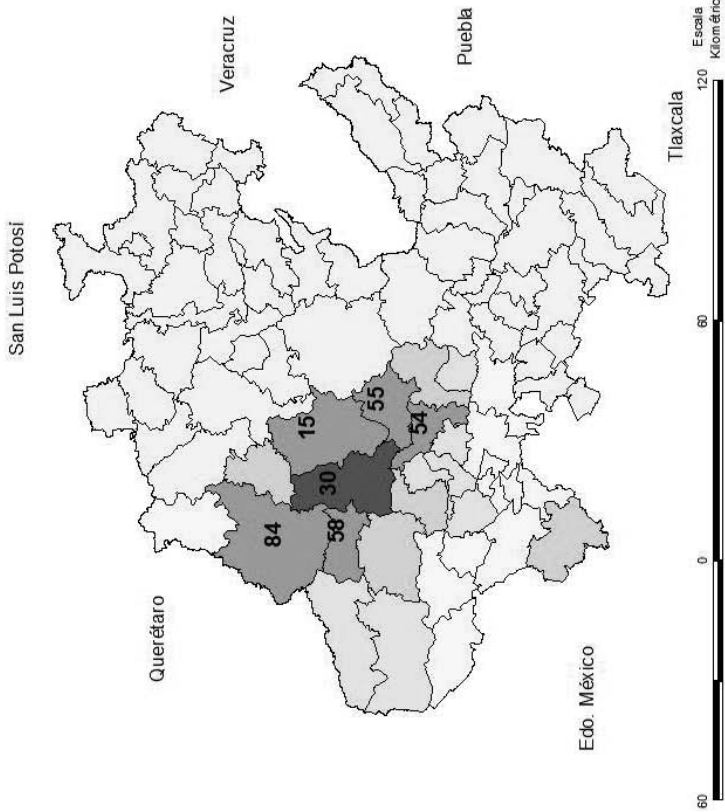 San Luis Potosí
Veracruz
Puebla
Querétaro
Tlaxcala
Edo. México
84
58
30
15
55
54
60
0
60
120
Escala
Kilométric